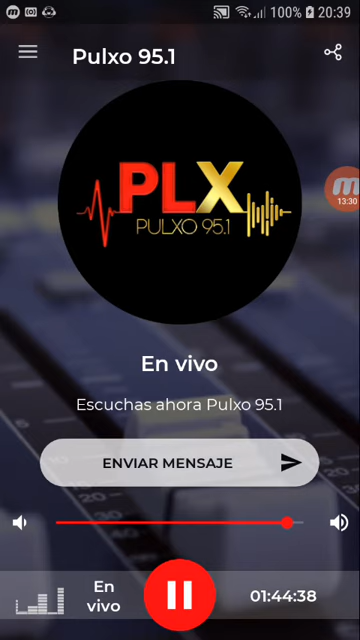 100% 20:39
Pulxo 95.1
PLX
PULXO 95.1
13:30
En vivo
Escuchas ahora Pulxo 95.1
ENVIAR MENSAJE
En
vivo
01:44:38